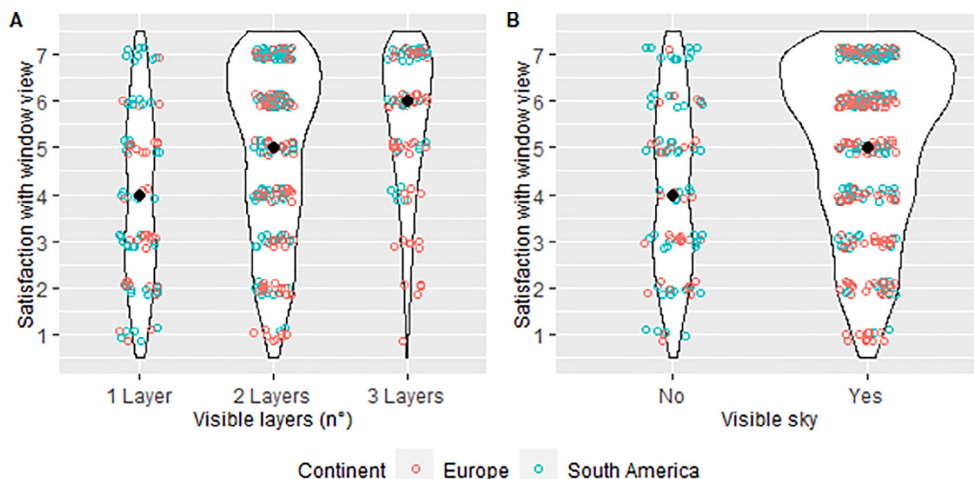 A
Satisfaction with window view
7
6
5
4
3
2
1
1 Layer 2 Layers 3 Layers
Visible layers (n°)
B
Satisfaction with window view
7
6
5
4
3
2
1
No Yes
Visible sky
Continent Europe South America